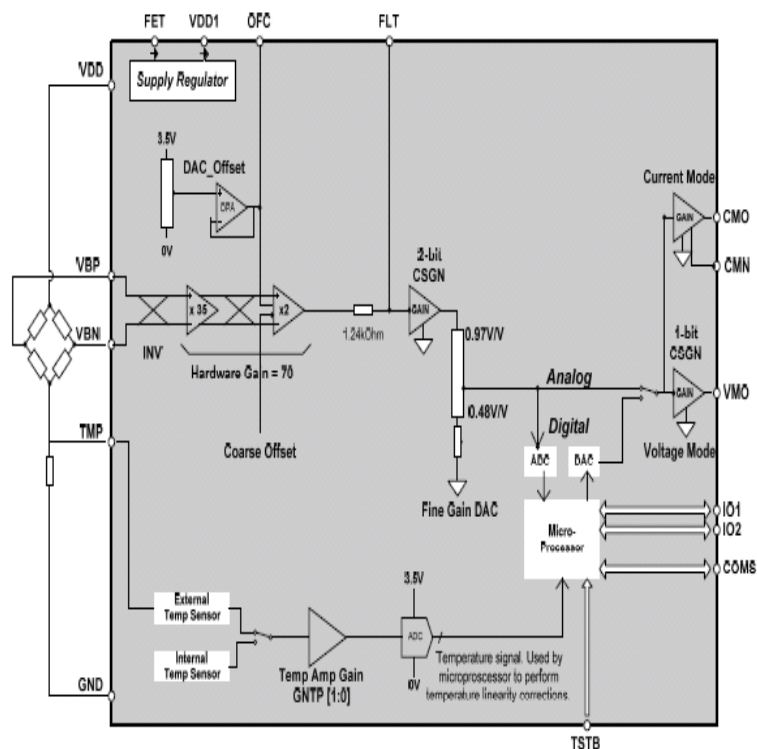 FET VDD1 OFC FLT
VDD
Supply Regulator
3.5V
DAC_Offset
OPA
0V
Current Mode
GAIN
CMO
CMN
VBP
2-bit
CSGN
x 35
x2
GAIN
1.24kOhm
0.97V/V
1-bit
CSGN
VBN
INV
Hardware Gain = 70
Analog
GAIN
VMO
0.48V/V
Digital
TMP
Coarse Offset
ADC
DAC
Voltage Mode
Fine Gain DAC
Micro-
Processor
IO1
IO2
COMS
External
Temp Sensor
3.5V
ADC
Internal
Temp Sensor
Temp Amp Gain
GNTP [1:0]
0V
Temperature signal. Used by
microproscessor to perform
temperature linearity corrections.
GND
TSTB